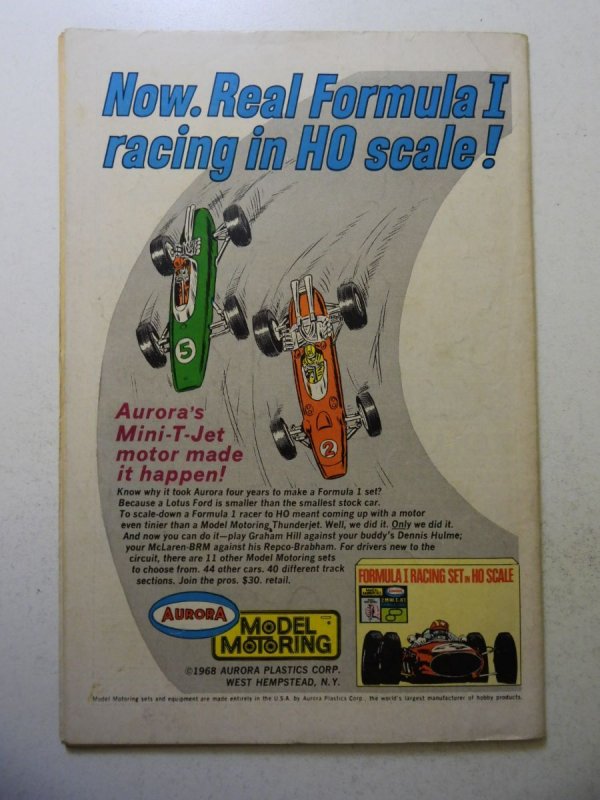 Now. Real Formula I
racing in HO scale!
5
2
Aurora's
Mini-T-Jet
motor made
it happen!
Know why it took Aurora four years to make a Formula 1 set?
Because a Lotus Ford is smaller than the smallest stock car.
To scale-down a Formula 1 racer to HO meant coming up with a motor
even tinier than a Model Motoring Thunderjet. Well, we did it. Only we did it.
And now you can do it—play Graham Hill against your buddy's Dennis Hulme;
your McLaren-BRM against his Repco-Brabham. For drivers new to the
circuit, there are 11 other Model Motoring sets
to choose from. 44 other cars. 40 different track
sections. Join the pros. $30. retail.
FORMULA I RACING SET IN HO SCALE
AURORA
MODEL
MOTORING
©1968 AURORA PLASTICS CORP.
WEST HEMPSTEAD, N.Y.
Model Motoring sets and equipment are made entirely in the U.S.A. by Aurora Plastics Corp., the world's largest manufacturer of hobby products.